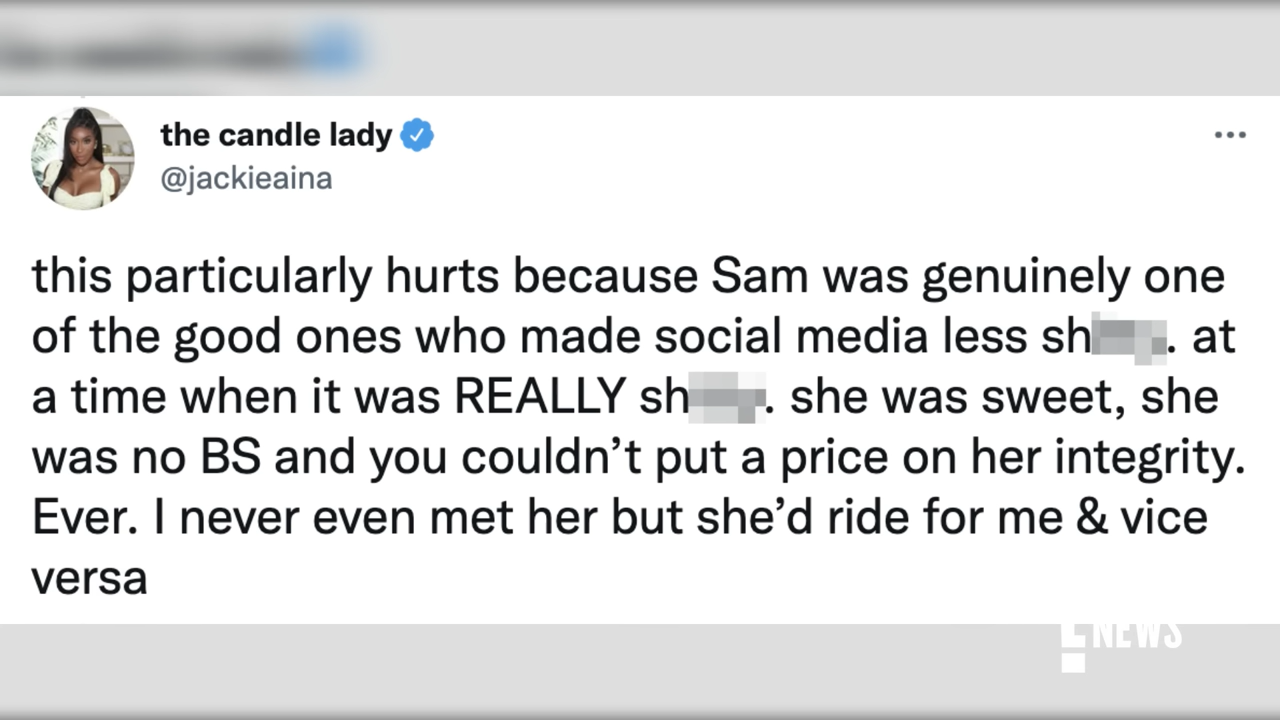 the candle lady
@jackieaina
this particularly hurts because Sam was genuinely one
of the good ones who made social media less sh . at
a time when it was REALLY sh . she was sweet, she
was no BS and you couldn’t put a price on her integrity.
Ever. I never even met her but she’d ride for me & vice
versa
E NEWS